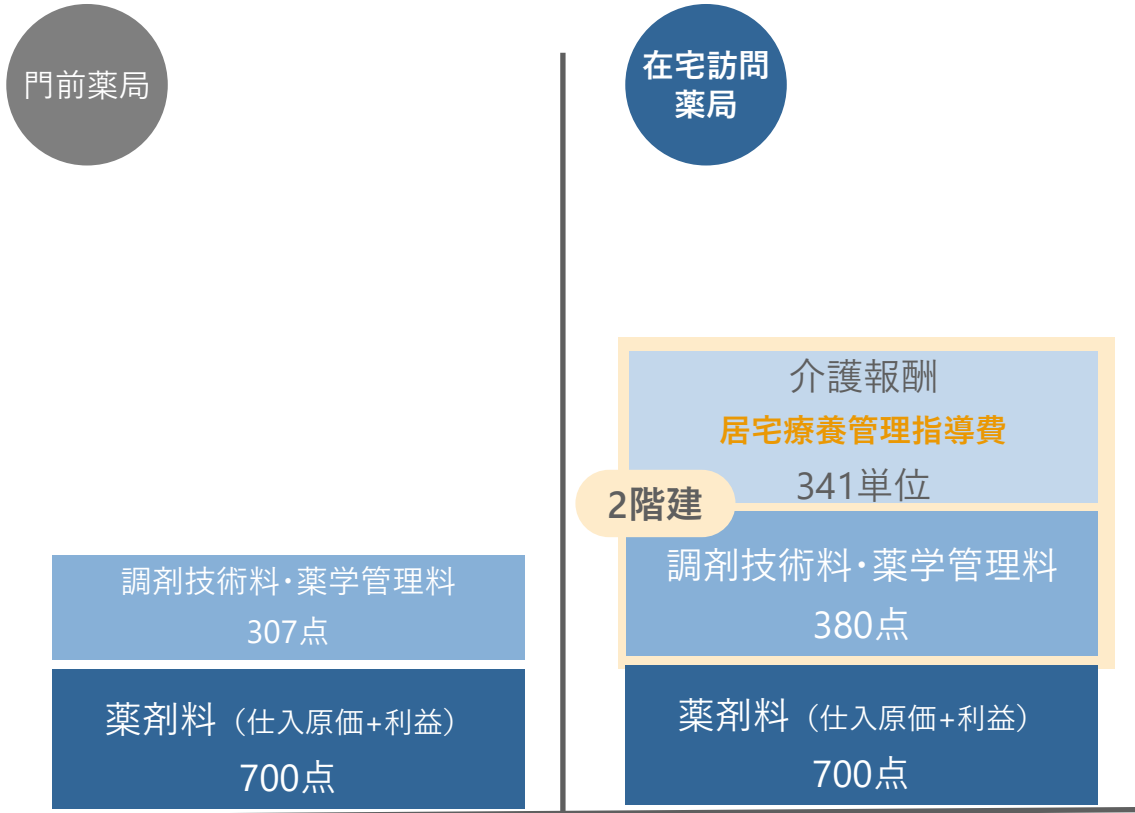 門前薬局
調剤技術料・薬学管理料
307点
薬剤料（仕入原価+利益）
700点
在宅訪問
薬局
介護報酬
居宅療養管理指導費
341単位
2階建
調剤技術料・薬学管理料
380点
薬剤料（仕入原価+利益）
700点